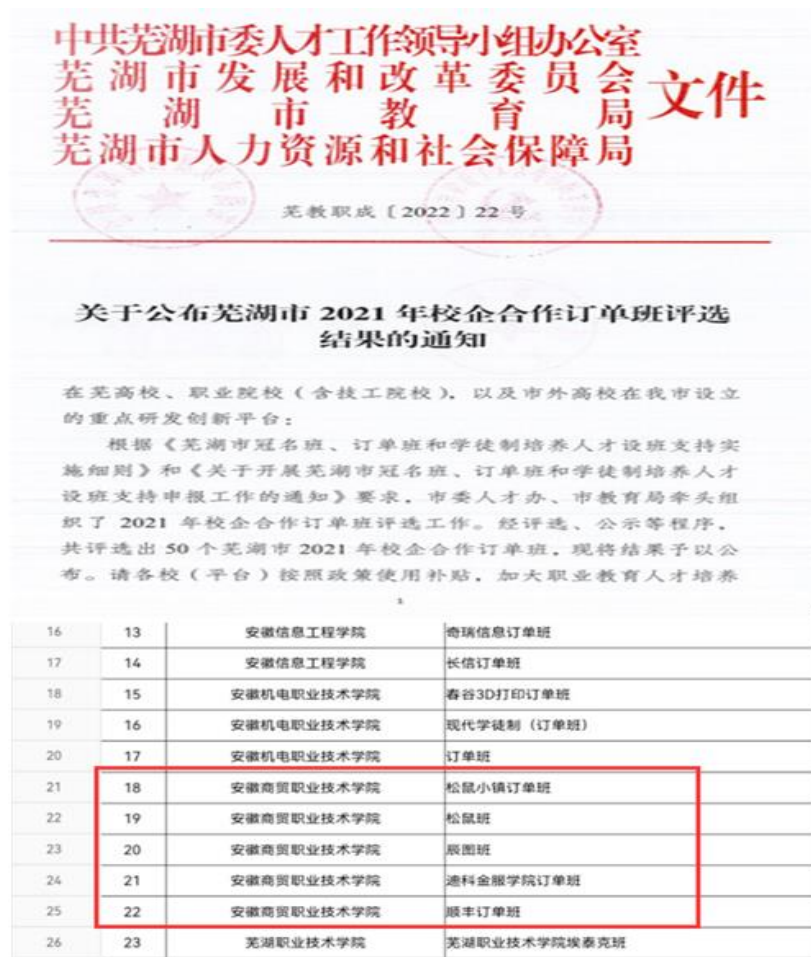 中共芜湖市委人才工作领导小组办公室
芜湖市发展和改革委员会
芜湖市教育局
芜湖市人力资源和社会保障局
文件
芜教职成〔2022〕22号
关于公布芜湖市 2021 年校企合作订单班评选
结果的通知
在芜高校、职业院校(含技工院校),以及市外高校在我市设立
的重点研发创新平台:
根据《芜湖市冠名班、订单班和学徒制培养人才设班支持实
施细则》和《关于开展芜湖市冠名班、订单班和学徒制培养人才
设班支持申报工作的通知》要求,市委人才办、市教育局牵头组
织了 2021 年校企合作订单班评选工作。经评选、公示等程序,
共评选出 50 个芜湖市 2021 年校企合作订单班,现将结果予以公
布。请各校(平台)按照政策使用补贴,加大职业教育人才培养
1
16 13 安徽信息工程学院 奇瑞信息订单班
17 14 安徽信息工程学院 长信订单班
18 15 安徽机电职业技术学院 春谷3D打印订单班
19 16 安徽机电职业技术学院 现代学徒制(订单班)
20 17 安徽机电职业技术学院 订单班
21 18 安徽商贸职业技术学院 松鼠小镇订单班
22 19 安徽商贸职业技术学院 松鼠班
23 20 安徽商贸职业技术学院 辰图班
24 21 安徽商贸职业技术学院 迪科金服学院订单班
25 22 安徽商贸职业技术学院 顺丰订单班
26 23 芜湖职业技术学院 芜湖职业技术学院埃泰克班